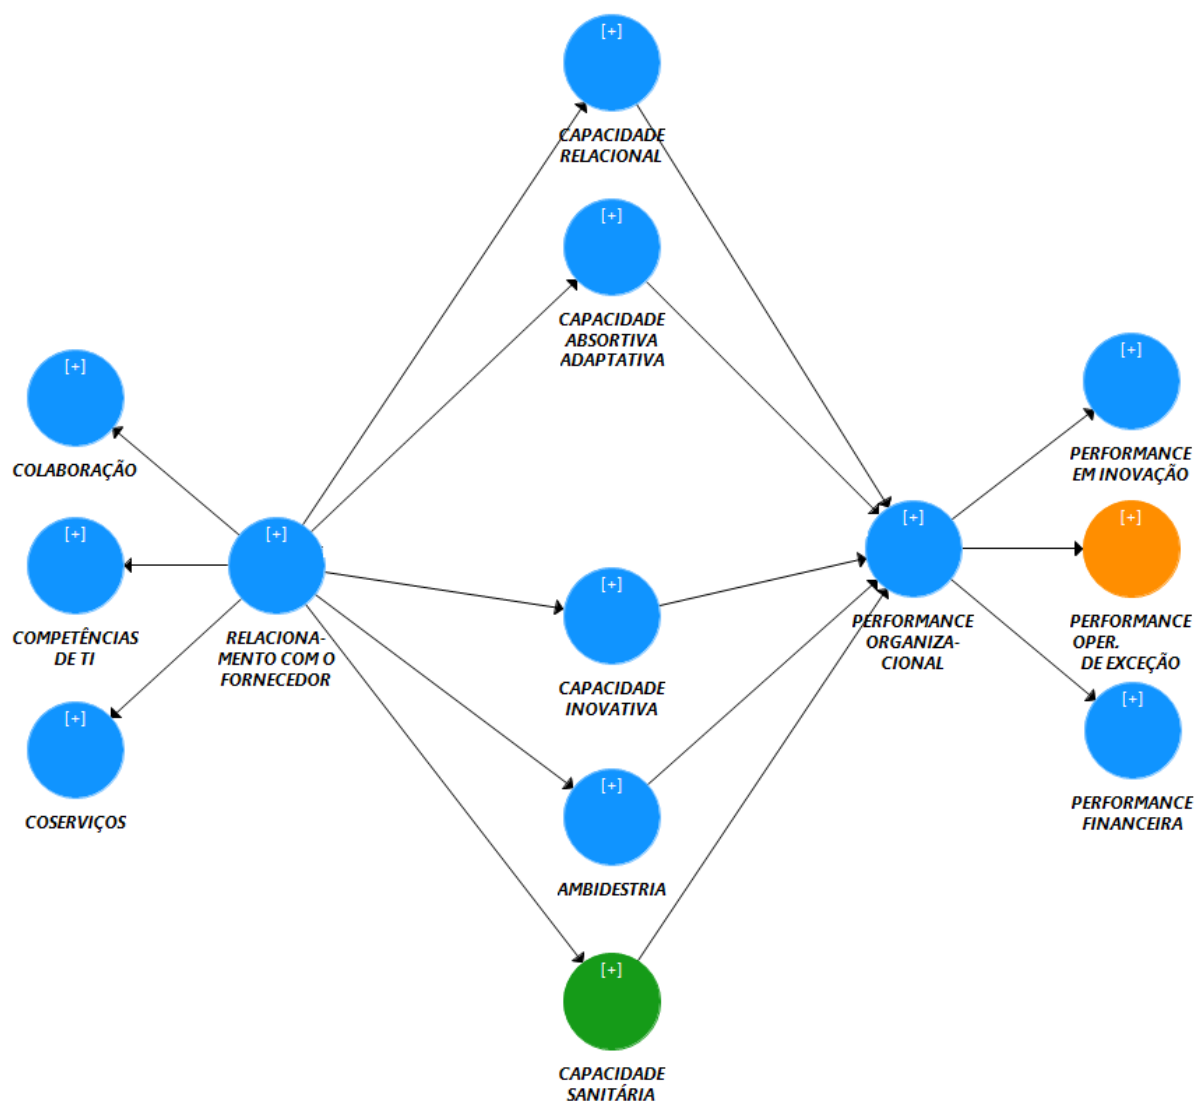 [+]
CAPACIDADE
RELACIONAL
[+]
CAPACIDADE
ABSORTIVA
ADAPTATIVA
[+]
COLABORAÇÃO
[+]
COMPETÊNCIAS
DE TI
[+]
COSERVIÇOS
[+]
RELACIONA-
MENTO COM O
FORNECEDOR
[+]
CAPACIDADE
INOVATIVA
[+]
AMBIDESTRIA
[+]
CAPACIDADE
SANITÁRIA
[+]
PERFORMANCE
ORGANIZA-
CIONAL
[+]
PERFORMANCE
EM INOVAÇÃO
[+]
PERFORMANCE
OPER.
DE EXCEÇÃO
[+]
PERFORMANCE
FINANCEIRA